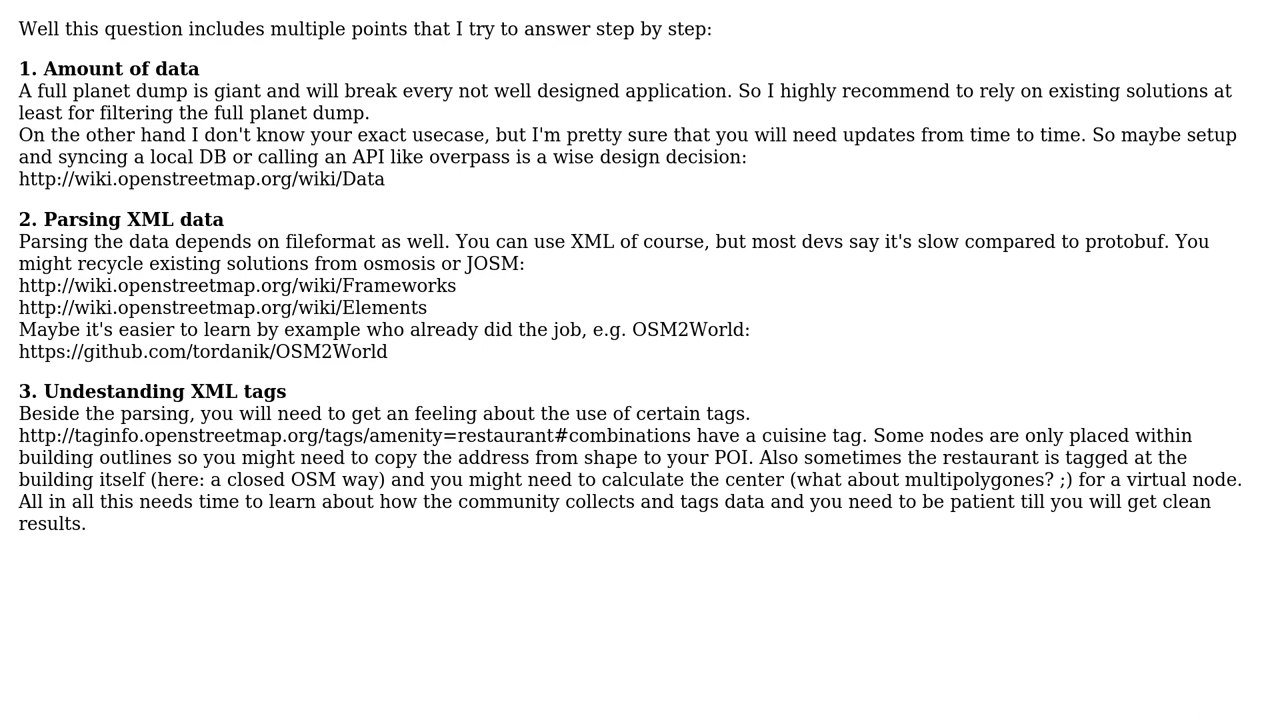 Well this question includes multiple points that I try to answer step by step:
1. Amount of data
A full planet dump is giant and will break every not well designed application. So I highly recommend to rely on existing solutions at
least for filtering the full planet dump.
On the other hand I don't know your exact usecase, but I'm pretty sure that you will need updates from time to time. So maybe setup
and syncing a local DB or calling an API like overpass is a wise design decision:
http://wiki.openstreetmap.org/wiki/Data
2. Parsing XML data
Parsing the data depends on fileformat as well. You can use XML of course, but most devs say it's slow compared to protobuf. You
might recycle existing solutions from osmosis or JOSM:
http://wiki.openstreetmap.org/wiki/Frameworks
http://wiki.openstreetmap.org/wiki/Elements
Maybe it's easier to learn by example who already did the job, e.g. OSM2World:
https://github.com/tordanik/OSM2World
3. Undestanding XML tags
Beside the parsing, you will need to get an feeling about the use of certain tags.
http://taginfo.openstreetmap.org/tags/amenity=restaurant#combinations have a cuisine tag. Some nodes are only placed within
building outlines so you might need to copy the address from shape to your POI. Also sometimes the restaurant is tagged at the
building itself (here: a closed OSM way) and you might need to calculate the center (what about multipolygones? ;) for a virtual node.
All in all this needs time to learn about how the community collects and tags data and you need to be patient till you will get clean
results.